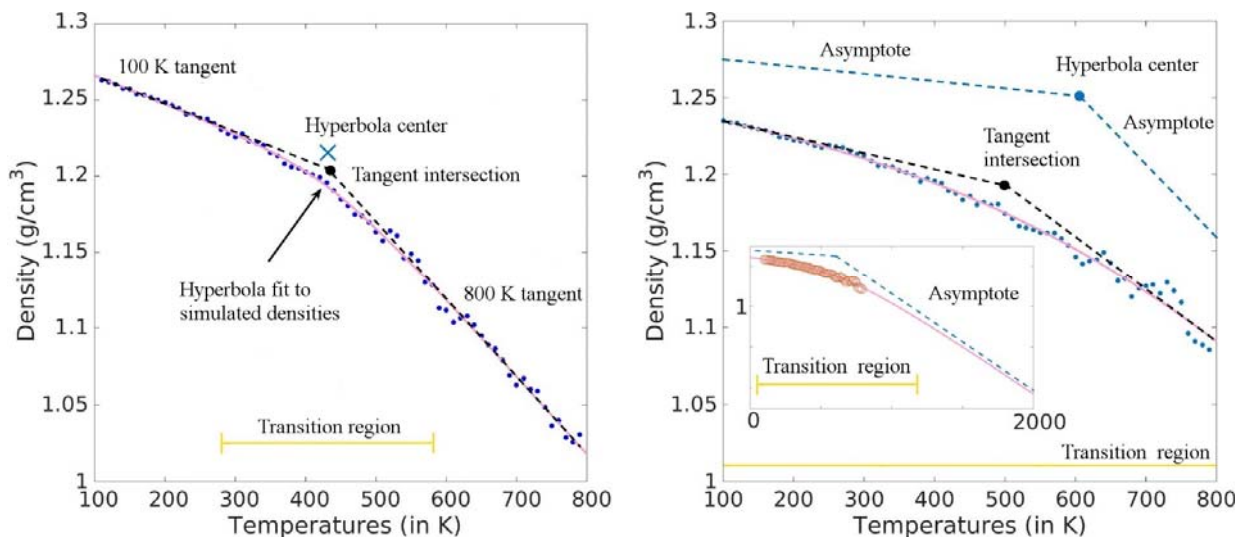 1.3
1.25
1.2
1.15
1.1
1.05
1
Density (g/cm³)
100 K tangent
Hyperbola center
Tangent intersection
Hyperbola fit to
simulated densities
800 K tangent
Transition region
100 200 300 400 500 600 700 800
Temperatures (in K)
1.3
1.25
1.2
1.15
1.1
1.05
1
Density (g/cm³)
Asymptote
Hyperbola center
Asymptote
Tangent
intersection
1
Asymptote
Transition region
0 2000
Transition region
100 200 300 400 500 600 700 800
Temperatures (in K)